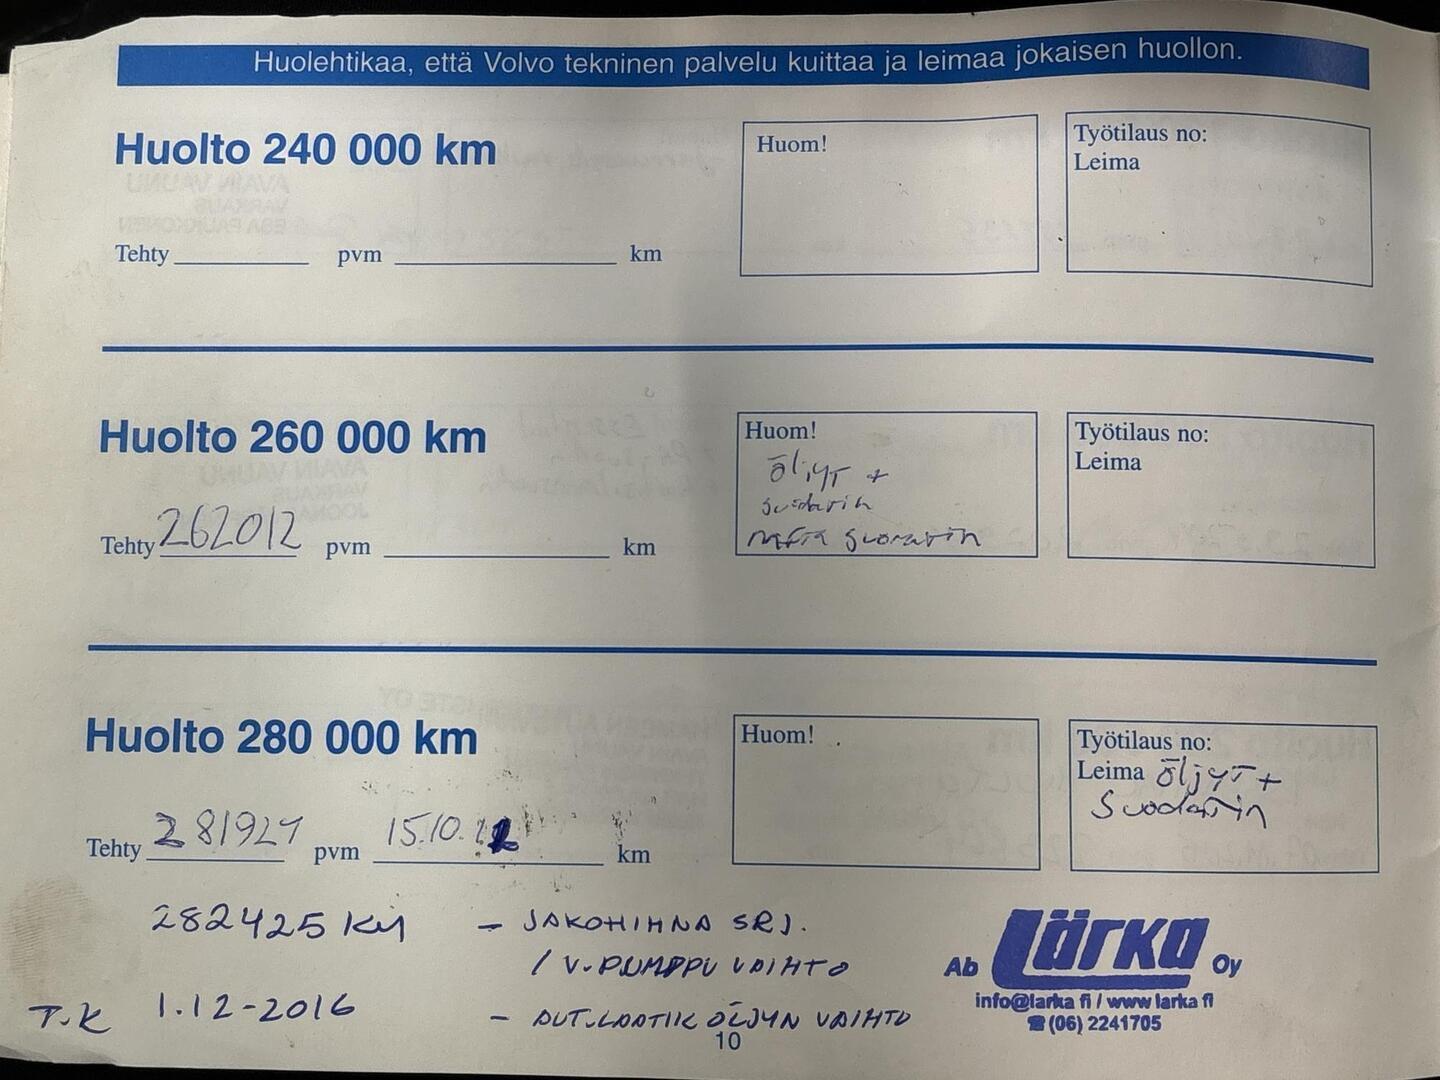 Huolehtikaa, että Volvo tekninen palvelu kuittaa ja leimaa jokaisen huollon.
Huolto 240 000 km
Huom!
Työtilaus no:
Leima
Tehty pvm km
Huolto 260 000 km
Huom!
öljyt +
suodatin
Työtilaus no:
Leima
Tehty 262012 pvm km
Huolto 280 000 km
Huom!
Työtilaus no:
Leima öljyt +
Suodatin
Tehty 281921 pvm 15.10. km
282425 KM - JAKOHIHNA SRJ.
/ V.PUMPPU VAIHTO
T.K 1.12-2016 - AUT.LAATIK ÖLJYN VAIHTO
Ab Lärka Oy
info@larka fi / www larka fi
☎ (06) 2241705
10